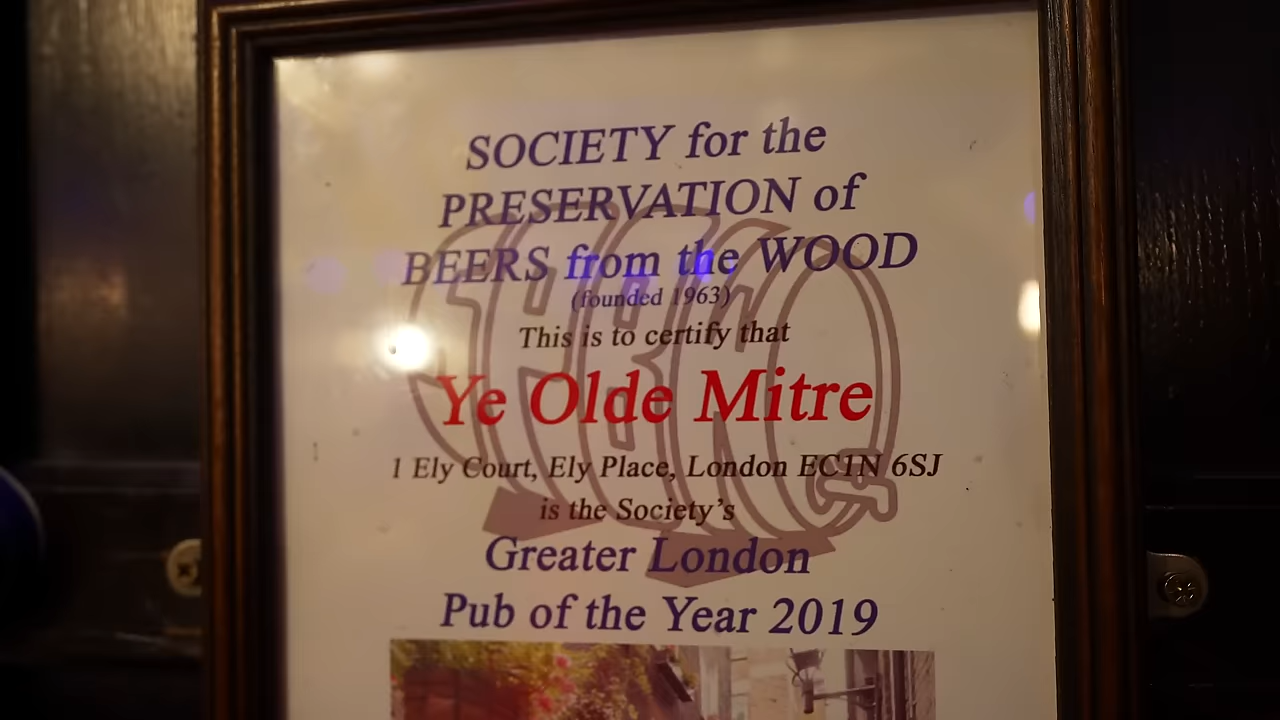 SOCIETY for the
PRESERVATION of
BEERS from the WOOD
(founded 1963)
This is to certify that
Ye Olde Mitre
1 Ely Court, Ely Place, London EC1N 6SJ
is the Society's
Greater London
Pub of the Year 2019